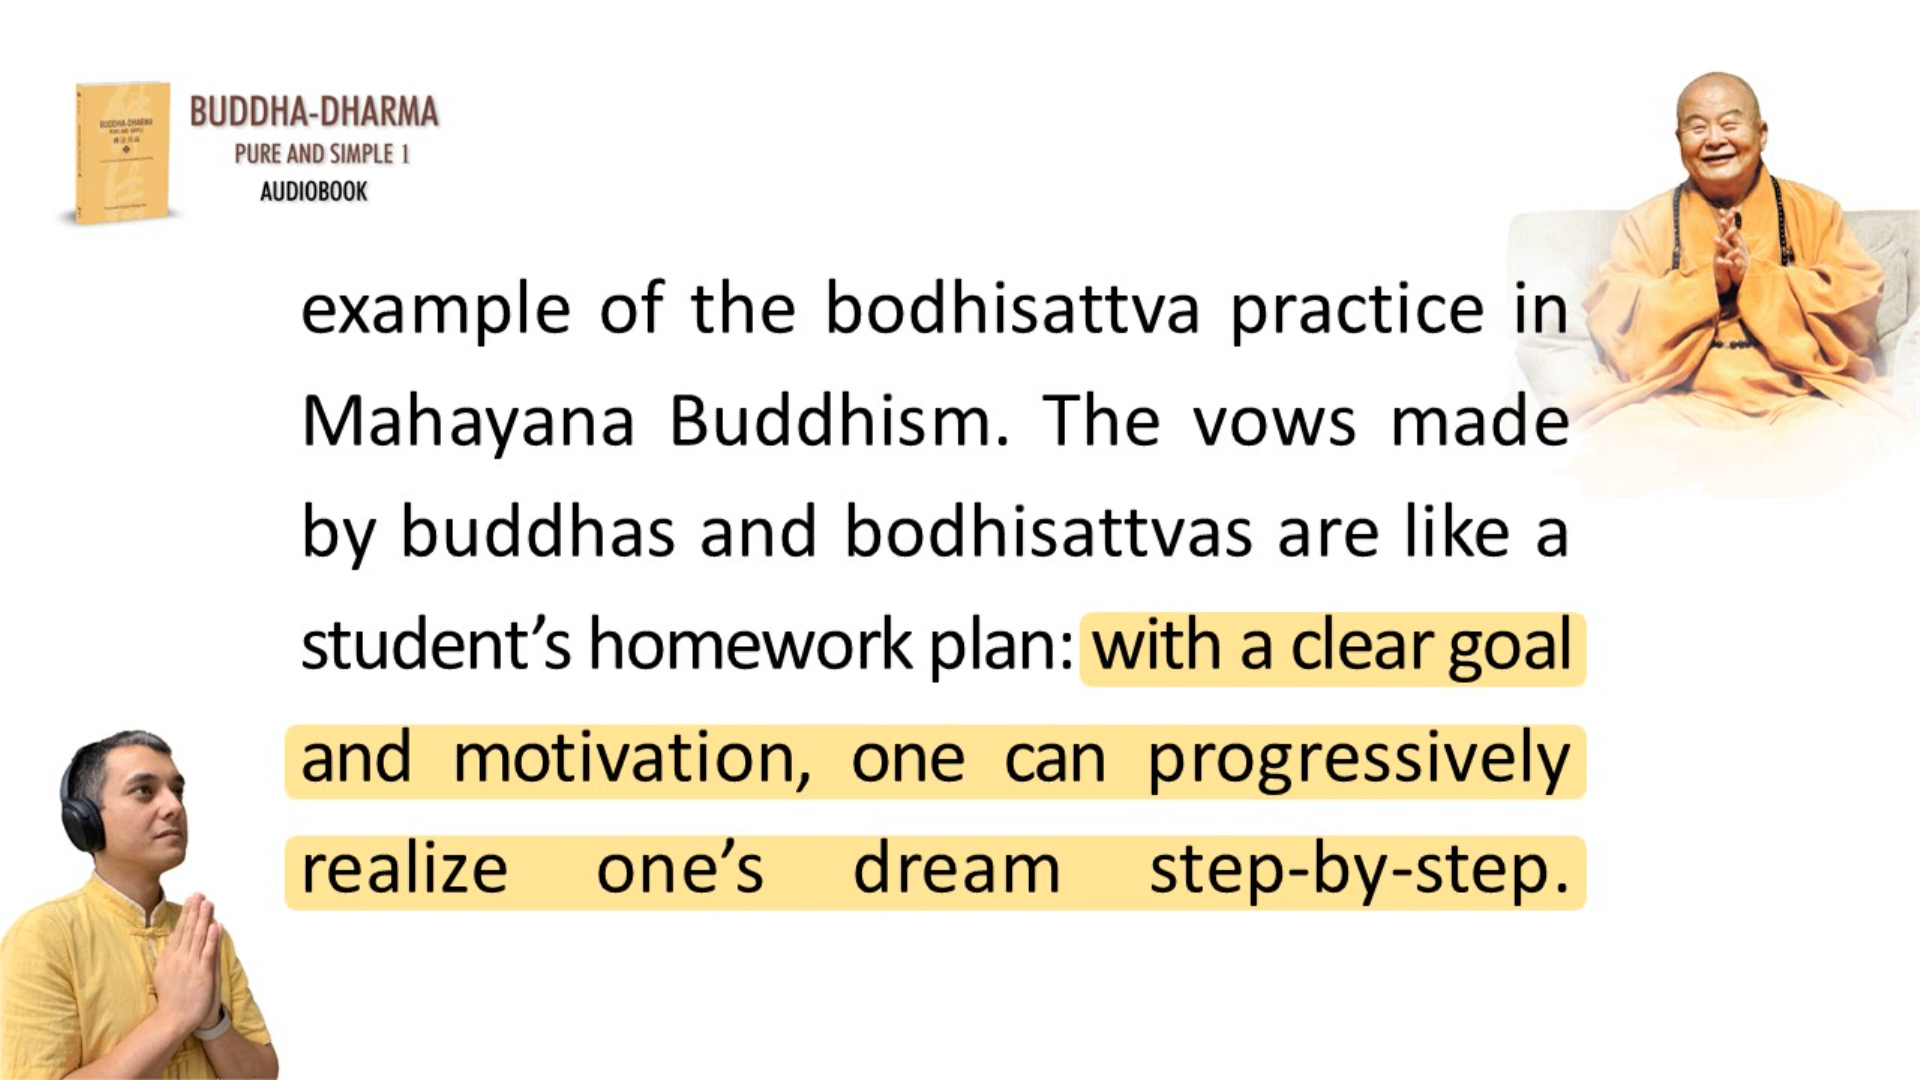 BUDDHA-DHARMA
PURE AND SIMPLE 1
AUDIOBOOK
BUDDHA-DHARMA
example of the bodhisattva practice in
Mahayana Buddhism. The vows made
by buddhas and bodhisattvas are like a
student’s homework plan: with a clear goal
and motivation, one can progressively
realize one’s dream step-by-step.